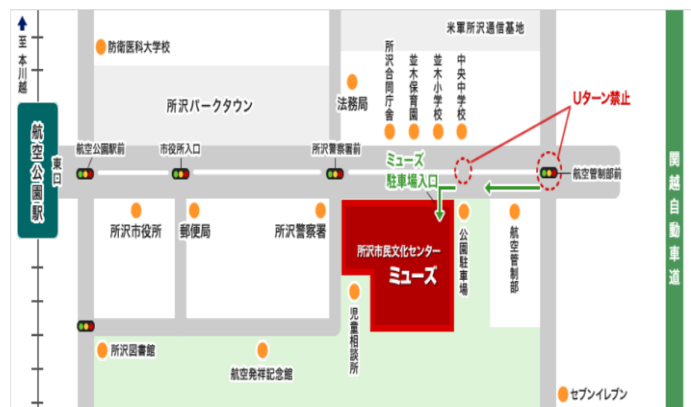 至 本川越
防衛医科大学校
米軍所沢通信基地
所沢パークタウン
法務局
所沢合同庁舎
並木保育園
並木小学校
中央中学校
Uターン禁止
航空公園駅
東口
航空公園駅前
市役所入口
所沢警察署前
ミューズ
駐車場入口
航空管制部前
関越自動車道
所沢市役所
郵便局
所沢警察署
所沢市民文化センター
ミューズ
公園駐車場
航空管制部
児童相談所
所沢図書館
航空発祥記念館
セブンイレブン